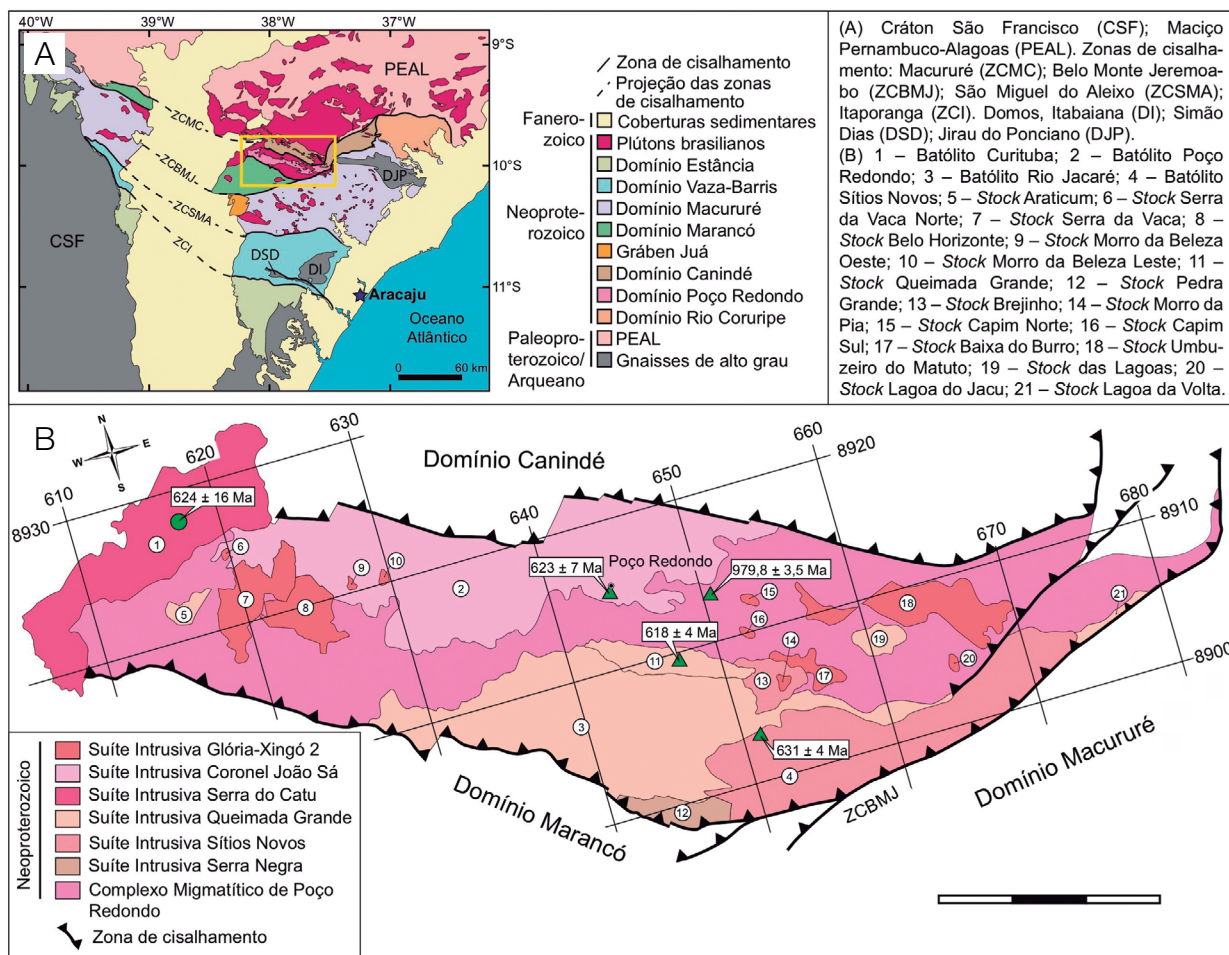 40°W
39°W
38°W
37°W
A
9°S
10°S
11°S
PEAL
ZCMC
ZCBMJ
ZCSMA
ZCI
CSF
DJP
DSD
DI
Aracaju
Oceano
Atlântico
0 60 km
Zona de cisalhamento
Projeção das zonas
de cisalhamento
Fanero-
zoico
Coberturas sedimentares
Plútons brasilianos
Domínio Estância
Domínio Vaza-Barris
Neoprote-
rozoico
Domínio Macururé
Domínio Marancó
Gráben Juá
Domínio Canindé
Domínio Poço Redondo
Domínio Rio Coruripe
Paleopro-
terozoico/
Arqueano
PEAL
Gnaisses de alto grau
(A) Cráton São Francisco (CSF); Maciço
Pernambuco-Alagoas (PEAL). Zonas de cisalha-
mento: Macururé (ZCMC); Belo Monte Jeremoa-
bo (ZCBMJ); São Miguel do Aleixo (ZCSMA);
Itaporanga (ZCI). Domos, Itabaiana (DI); Simão
Dias (DSD); Jirau do Ponciano (DJP).
(B) 1 – Batólito Curituba; 2 – Batólito Poço
Redondo; 3 – Batólito Rio Jacaré; 4 – Batólito
Sítios Novos; 5 – Stock Araticum; 6 – Stock Serra
da Vaca Norte; 7 – Stock Serra da Vaca; 8 –
Stock Belo Horizonte; 9 – Stock Morro da Beleza
Oeste; 10 – Stock Morro da Beleza Leste; 11 –
Stock Queimada Grande; 12 – Stock Pedra
Grande; 13 – Stock Brejinho; 14 – Stock Morro da
Pia; 15 – Stock Capim Norte; 16 – Stock Capim
Sul; 17 – Stock Baixa do Burro; 18 – Stock Umbu-
zeiro do Matuto; 19 – Stock das Lagoas; 20 –
Stock Lagoa do Jacu; 21 – Stock Lagoa da Volta.
B
N
E
W
S
610
620
630
640
650
660
670
680
8930
8920
8910
8900
Domínio Canindé
624 ± 16 Ma
623 ± 7 Ma
Poço Redondo
979,8 ± 3,5 Ma
618 ± 4 Ma
631 ± 4 Ma
1
2
3
4
5
6
7
8
9
10
11
12
13
14
15
16
17
18
19
20
21
Domínio Marancó
ZCBMJ
Domínio Macururé
Neoproterozoico
Suíte Intrusiva Glória-Xingó 2
Suíte Intrusiva Coronel João Sá
Suíte Intrusiva Serra do Catu
Suíte Intrusiva Queimada Grande
Suíte Intrusiva Sítios Novos
Suíte Intrusiva Serra Negra
Complexo Migmatítico de Poço
Redondo
Zona de cisalhamento